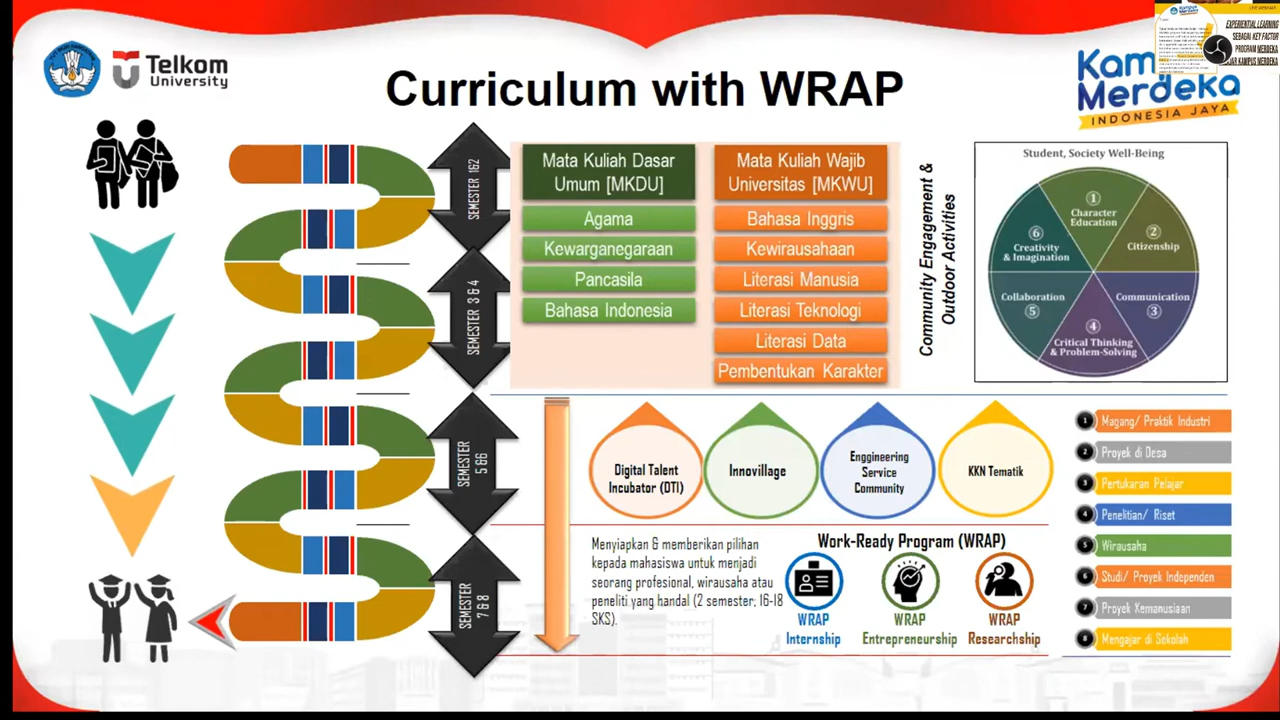 Telkom
University
Curriculum with WRAP
Kampus
Merdeka
INDONESIA JAYA
Kampus
Merdeka
LIVE WEBINAR
EXPERIENTIAL LEARNING
SEBAGAI KEY FACTOR
PROGRAM MERDEKA
KAMPUS MERDEKA
SEMESTER 1&2
SEMESTER 3 & 4
SEMESTER
5 &6
SEMESTER
7 & 8
Mata Kuliah Dasar
Umum [MKDU]
Agama
Kewarganegaraan
Pancasila
Bahasa Indonesia
Mata Kuliah Wajib
Universitas [MKWU]
Bahasa Inggris
Kewirausahaan
Literasi Manusia
Literasi Teknologi
Literasi Data
Pembentukan Karakter
Community Engagement &
Outdoor Activities
Student, Society Well-Being
1
Character
Education
2
Citizenship
Communication
3
4
Critical Thinking
& Problem-Solving
Collaboration
5
6
Creativity
& Imagination
Digital Talent
Incubator (DTI)
Innovillage
Enggineering
Service
Community
KKN Tematik
Menyiapkan & memberikan pilihan
kepada mahasiswa untuk menjadi
seorang profesional, wirausaha atau
peneliti yang handal (2 semester; 16-18
SKS).
Work-Ready Program (WRAP)
WRAP
Internship
WRAP
Entrepreneurship
WRAP
Researchship
1 Magang/ Praktik Industri
2 Proyek di Desa
3 Pertukaran Pelajar
4 Penelitian/ Riset
5 Wirausaha
6 Studi/ Proyek Independen
7 Proyek Kemanusiaan
8 Mengajar di Sekolah